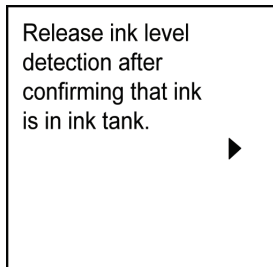 Release ink level
detection after
confirming that ink
is in ink tank.